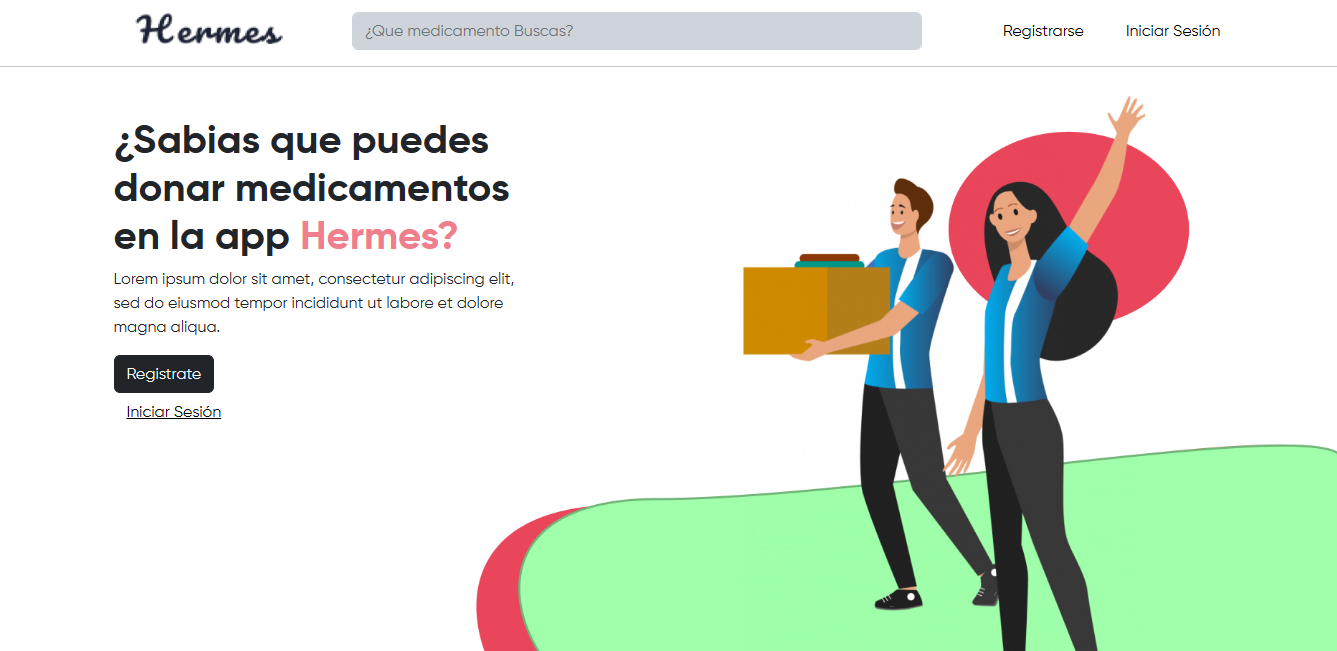 Hermes
¿Que medicamento Buscas?
Registrarse
Iniciar Sesión
¿Sabias que puedes
donar medicamentos
en la app Hermes?
Lorem ipsum dolor sit amet, consectetur adipiscing elit,
sed do eiusmod tempor incididunt ut labore et dolore
magna aliqua.
Registrate
Iniciar Sesión